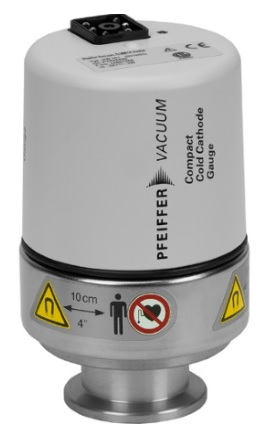 PFEIFFER VACUUM
Compact
Cold Cathode
Gauge
10cm
4"